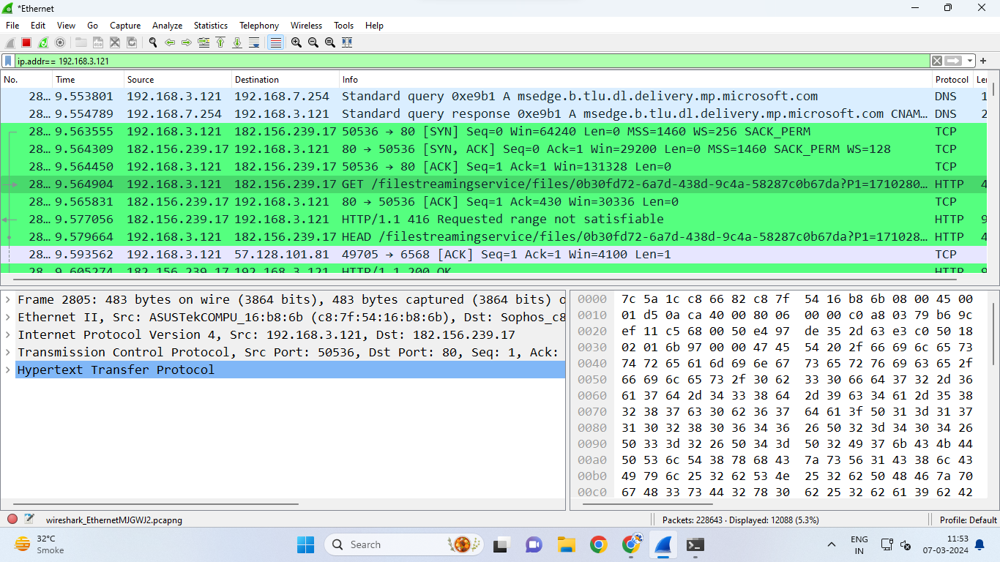 *Ethernet
File Edit View Go Capture Analyze Statistics Telephony Wireless Tools Help
ip.addr== 192.168.3.121
No. Time Source Destination Info Protocol Le
28… 9.553801 192.168.3.121 192.168.7.254 Standard query 0xe9b1 A msedge.b.tlu.dl.delivery.mp.microsoft.com DNS 1
28… 9.554789 192.168.7.254 192.168.3.121 Standard query response 0xe9b1 A msedge.b.tlu.dl.delivery.mp.microsoft.com CNAM… DNS 2
28… 9.563555 192.168.3.121 182.156.239.17 50536 → 80 [SYN] Seq=0 Win=64240 Len=0 MSS=1460 WS=256 SACK_PERM TCP
28… 9.564309 182.156.239.17 192.168.3.121 80 → 50536 [SYN, ACK] Seq=0 Ack=1 Win=29200 Len=0 MSS=1460 SACK_PERM WS=128 TCP
28… 9.564450 192.168.3.121 182.156.239.17 50536 → 80 [ACK] Seq=1 Ack=1 Win=131328 Len=0 TCP
28… 9.564904 192.168.3.121 182.156.239.17 GET /filestreamingservice/files/0b30fd72-6a7d-438d-9c4a-58287c0b67da?P1=1710280… HTTP 4
28… 9.565831 182.156.239.17 192.168.3.121 80 → 50536 [ACK] Seq=1 Ack=430 Win=30336 Len=0 TCP
28… 9.577056 182.156.239.17 192.168.3.121 HTTP/1.1 416 Requested range not satisfiable HTTP 9
28… 9.579664 192.168.3.121 182.156.239.17 HEAD /filestreamingservice/files/0b30fd72-6a7d-438d-9c4a-58287c0b67da?P1=171028… HTTP 4
28… 9.593562 192.168.3.121 57.128.101.81 49705 → 6568 [ACK] Seq=1 Ack=1 Win=4100 Len=1 TCP
28… 9.605274 182.156.239.17 192.168.3.121 HTTP/1.1 200 OK HTTP 9
Frame 2805: 483 bytes on wire (3864 bits), 483 bytes captured (3864 bits) o
Ethernet II, Src: ASUSTekCOMPU_16:b8:6b (c8:7f:54:16:b8:6b), Dst: Sophos_c8
Internet Protocol Version 4, Src: 192.168.3.121, Dst: 182.156.239.17
Transmission Control Protocol, Src Port: 50536, Dst Port: 80, Seq: 1, Ack:
Hypertext Transfer Protocol
0000 7c 5a 1c c8 66 82 c8 7f 54 16 b8 6b 08 00 45 00
0010 01 d5 0a ca 40 00 80 06 00 00 c0 a8 03 79 b6 9c
0020 ef 11 c5 68 00 50 e4 97 de 35 2d 63 e3 c0 50 18
0030 02 01 6b 97 00 00 47 45 54 20 2f 66 69 6c 65 73
0040 74 72 65 61 6d 69 6e 67 73 65 72 76 69 63 65 2f
0050 66 69 6c 65 73 2f 30 62 33 30 66 64 37 32 2d 36
0060 61 37 64 2d 34 33 38 64 2d 39 63 34 61 2d 35 38
0070 32 38 37 63 30 62 36 37 64 61 3f 50 31 3d 31 37
0080 31 30 32 38 30 36 34 36 26 50 32 3d 34 30 34 26
0090 50 33 3d 32 26 50 34 3d 50 32 49 37 6b 43 4b 44
00a0 50 53 6c 54 38 78 68 43 7a 73 56 31 43 38 6c 43
00b0 49 79 6c 25 32 62 53 4e 25 32 62 50 48 46 7a 70
00c0 67 48 33 73 44 32 78 30 62 25 32 62 61 39 62 42
wireshark_EthernetMJGWJ2.pcapng
Packets: 228643 · Displayed: 12088 (5.3%)
Profile: Default
32°C
Smoke
Search
ENG
IN
11:53
07-03-2024